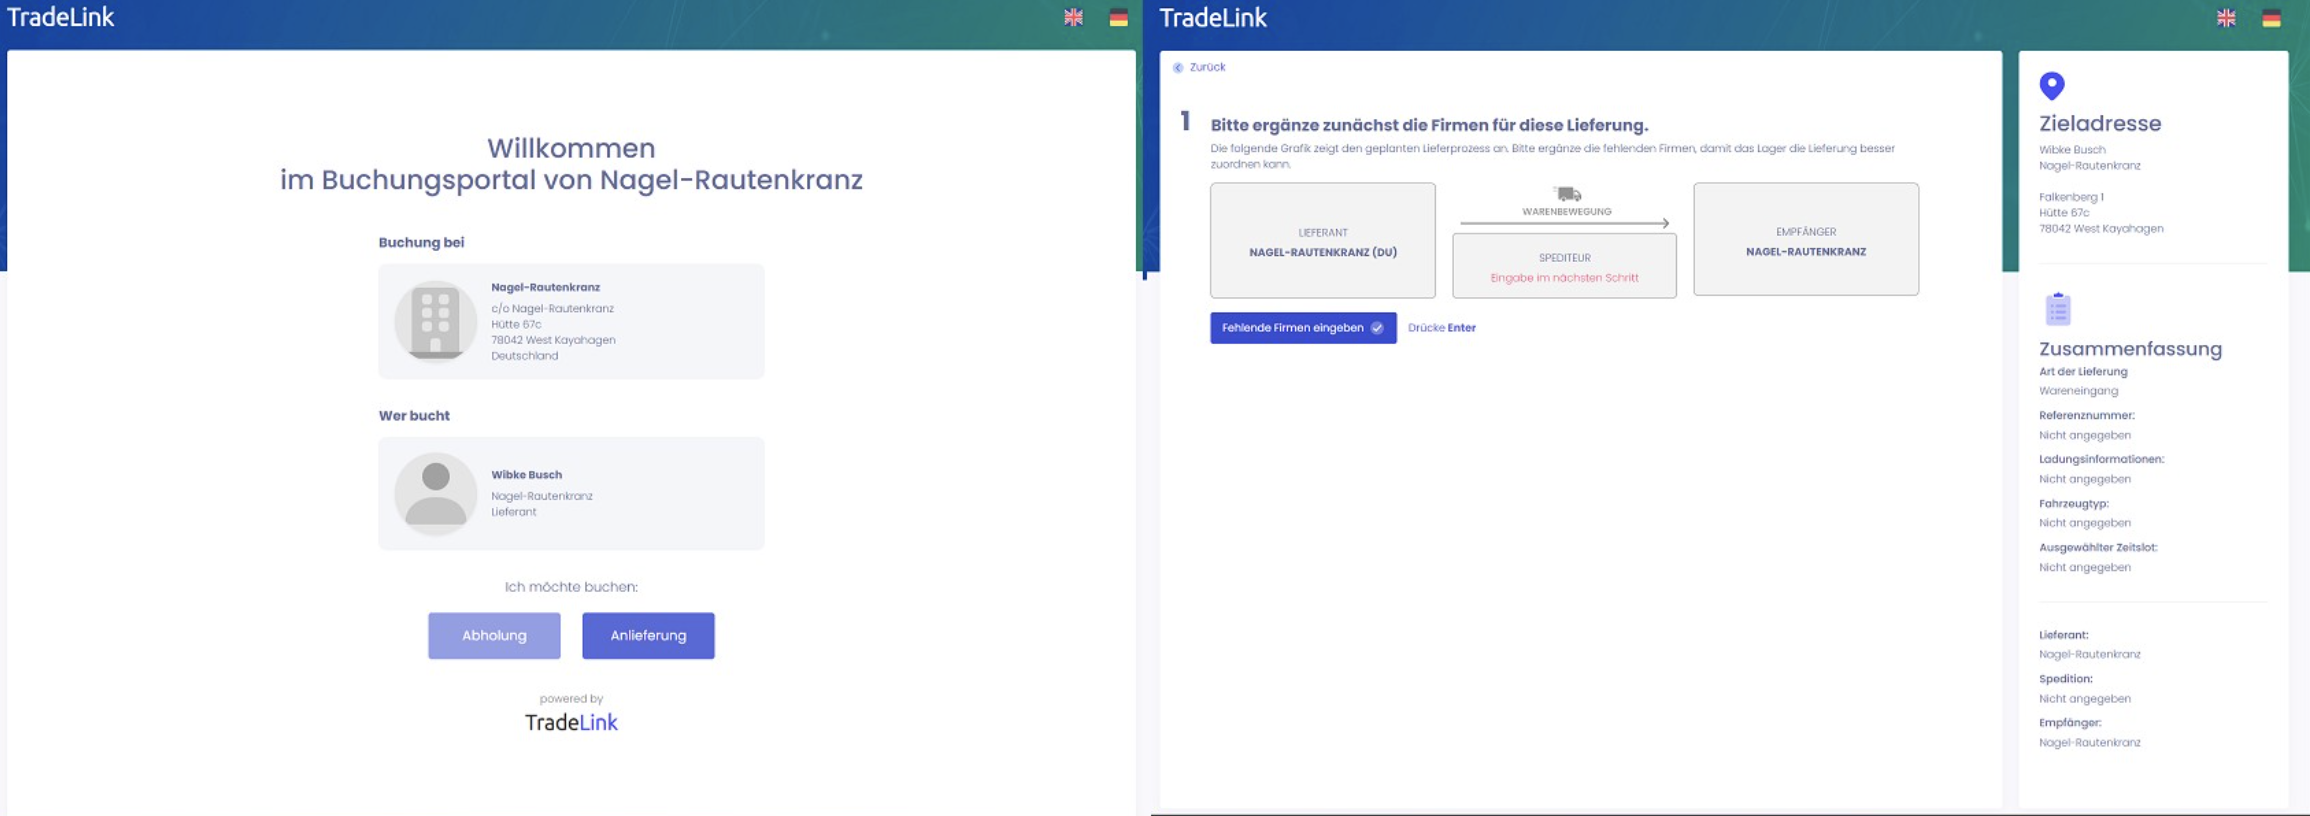 TradeLink
Willkommen
im Buchungsportal von Nagel-Rautenkranz
Buchung bei
Nagel-Rautenkranz
c/o Nagel-Rautenkranz
Hütte 67c
78042 West Kayahagen
Deutschland
Wer bucht
Wibke Busch
Nagel-Rautenkranz
Lieferant
Ich möchte buchen:
Abholung Anlieferung
powered by
TradeLink
TradeLink
Zurück
1 Bitte ergänze zunächst die Firmen für diese Lieferung.
Die folgende Grafik zeigt den geplanten Lieferprozess an. Bitte ergänze die fehlenden Firmen, damit das Lager die Lieferung besser
zuordnen kann.
LIEFERANT
NAGEL-RAUTENKRANZ (DU)
WARENBEWEGUNG
SPEDITEUR
Eingabe im nächsten Schritt
EMPFÄNGER
NAGEL-RAUTENKRANZ
Fehlende Firmen eingeben Drücke Enter
Zieladresse
Wibke Busch
Nagel-Rautenkranz
Falkenberg 1
Hütte 67c
78042 West Kayahagen
Zusammenfassung
Art der Lieferung
Wareneingang
Referenznummer:
Nicht angegeben
Ladungsinformationen:
Nicht angegeben
Fahrzeugtyp:
Nicht angegeben
Ausgewählter Zeitslot:
Nicht angegeben
Lieferant:
Nagel-Rautenkranz
Spedition:
Nicht angegeben
Empfänger:
Nagel-Rautenkranz